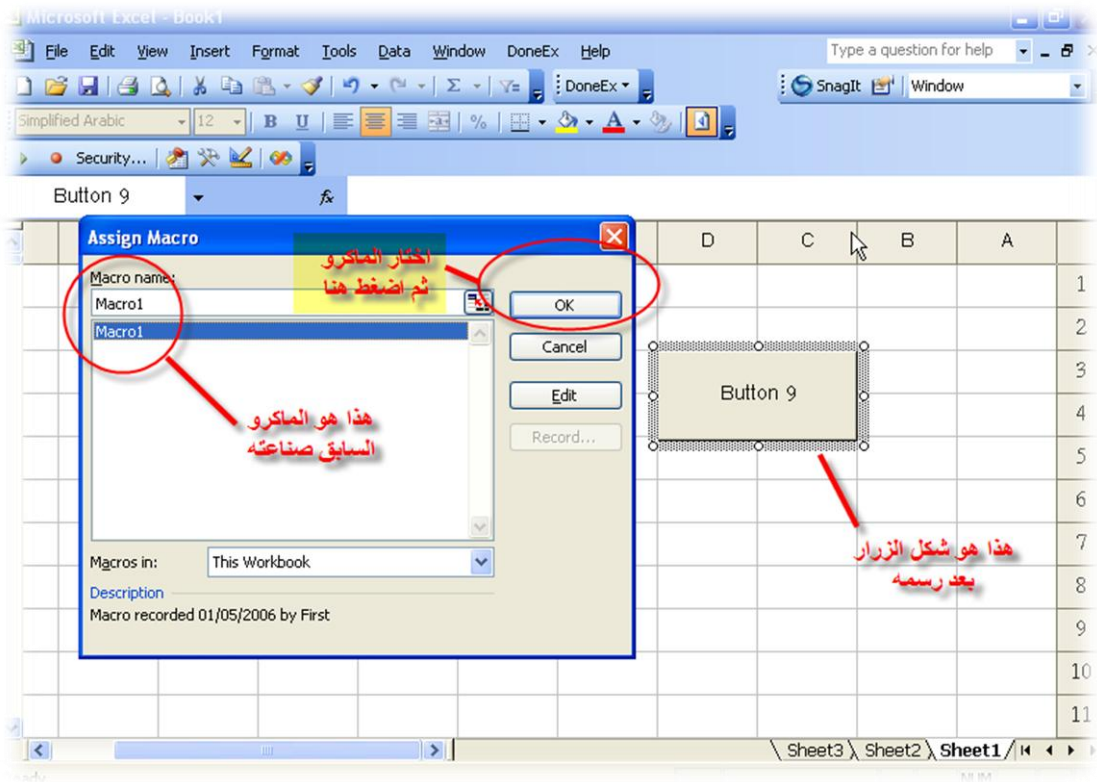 Microsoft Excel - Book1
File Edit View Insert Format Tools Data Window DoneEx Help Type a question for help
DoneEx SnagIt Window
Simplified Arabic 12 B U %
Security...
Button 9 fx
Assign Macro
Macro name:
Macro1
Macro1
OK
Cancel
Edit
Record...
Macros in: This Workbook
Description
Macro recorded 01/05/2006 by First
اختار الماكرو
ثم اضغط هنا
هذا هو الماكرو
السابق صناعته
D C B A
1
2
3
4
5
6
7
8
9
10
11
Button 9
هذا هو شكل الزرار
بعد رسمه
Sheet3 Sheet2 Sheet1
NUM